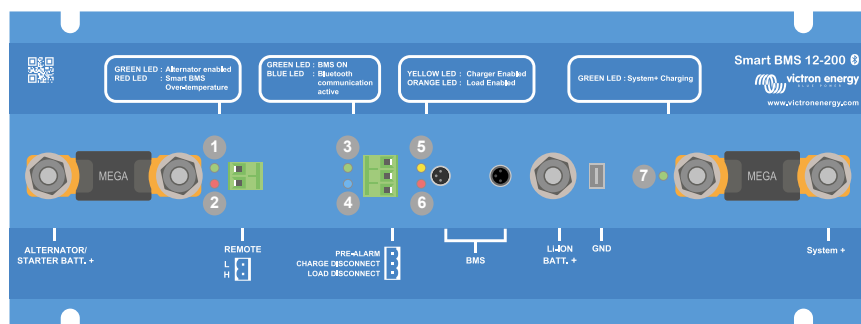 GREEN LED : Alternator enabled
RED LED : Smart BMS
Over-temperature
GREEN LED : BMS ON
BLUE LED : Bluetooth
communication
active
YELLOW LED : Charger Enabled
ORANGE LED : Load Enabled
GREEN LED : System+ Charging
Smart BMS 12-200
victron energy
BLUE POWER
www.victronenergy.com
1
2
3
4
5
6
7
MEGA
MEGA
ALTERNATOR/
STARTER BATT. +
REMOTE
L
H
PRE-ALARM
CHARGE DISCONNECT
LOAD DISCONNECT
BMS
Li-ION
BATT. +
GND
System +